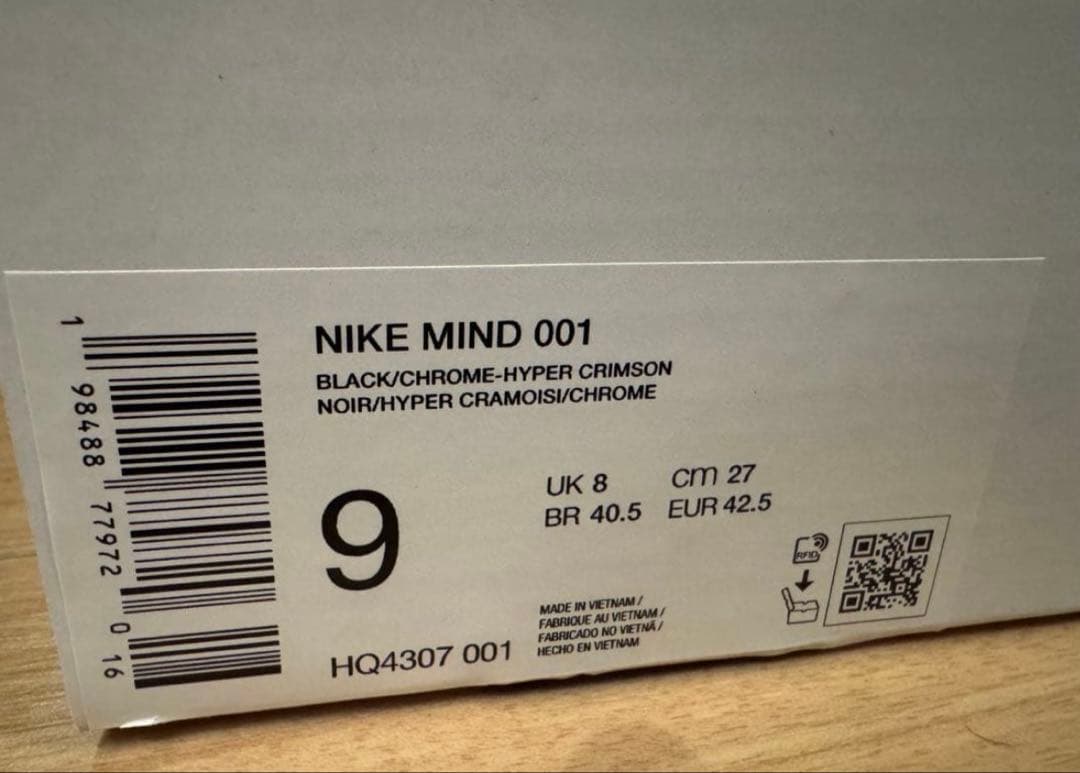 1 98488 77972 0 16
NIKE MIND 001
BLACK/CHROME-HYPER CRIMSON
NOIR/HYPER CRAMOISI/CHROME
9
UK 8 cm 27
BR 40.5 EUR 42.5
RFID
MADE IN VIETNAM /
FABRIQUE AU VIETNAM /
FABRICADO NO VIETNÃ /
HECHO EN VIETNAM
HQ4307 001